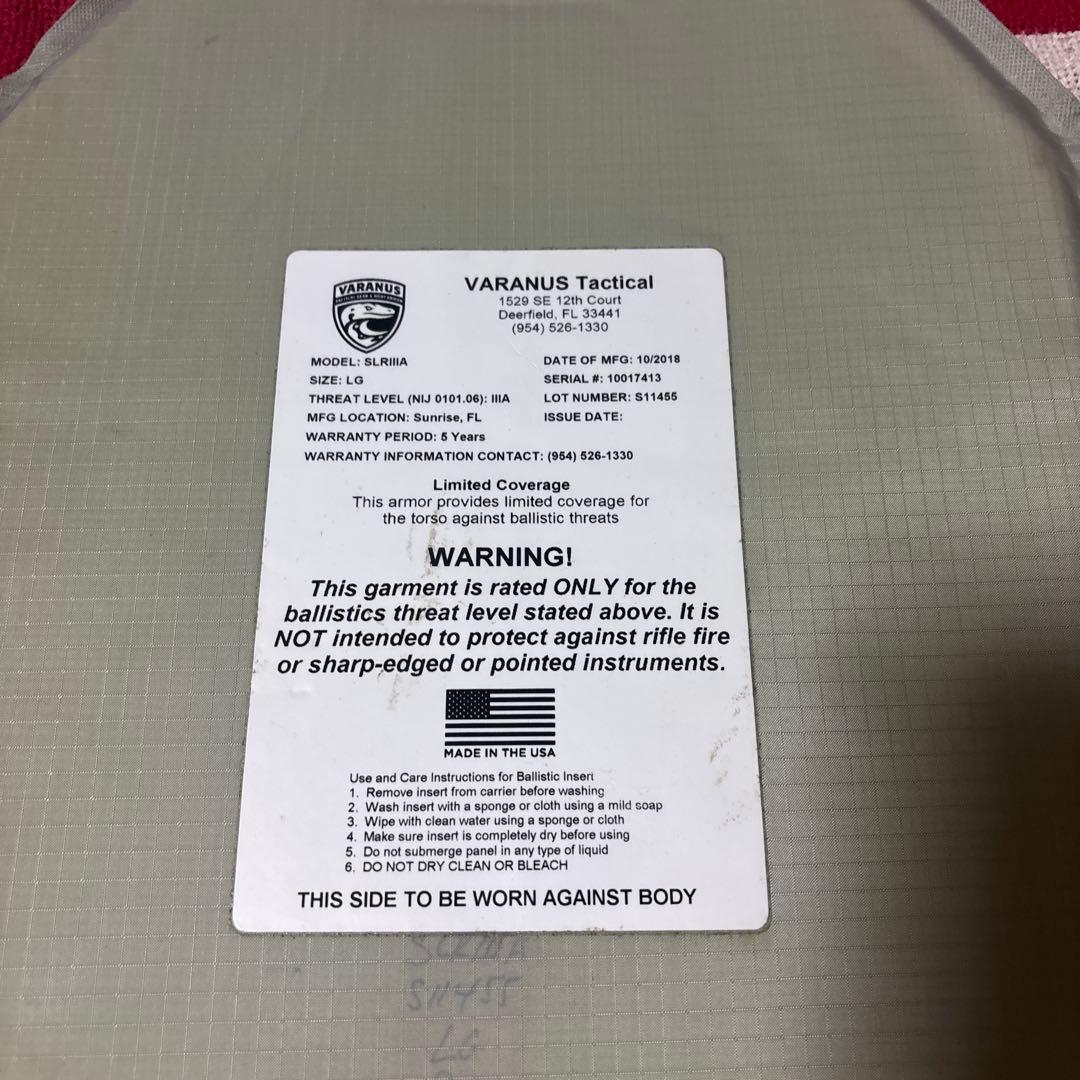 VARANUS
VARANUS Tactical
1529 SE 12th Court
Deerfield, FL 33441
(954) 526-1330
MODEL: SLRIIIA
DATE OF MFG: 10/2018
SIZE: LG
SERIAL #: 10017413
THREAT LEVEL (NIJ 0101.06): IIIA
LOT NUMBER: S11455
MFG LOCATION: Sunrise, FL
ISSUE DATE:
WARRANTY PERIOD: 5 Years
WARRANTY INFORMATION CONTACT: (954) 526-1330
Limited Coverage
This armor provides limited coverage for
the torso against ballistic threats
WARNING!
This garment is rated ONLY for the
ballistics threat level stated above. It is
NOT intended to protect against rifle fire
or sharp-edged or pointed instruments.
MADE IN THE USA
Use and Care Instructions for Ballistic Insert
1. Remove insert from carrier before washing
2. Wash insert with a sponge or cloth using a mild soap
3. Wipe with clean water using a sponge or cloth
4. Make sure insert is completely dry before using
5. Do not submerge panel in any type of liquid
6. DO NOT DRY CLEAN OR BLEACH
THIS SIDE TO BE WORN AGAINST BODY
SLRIIIA
S11455
LG